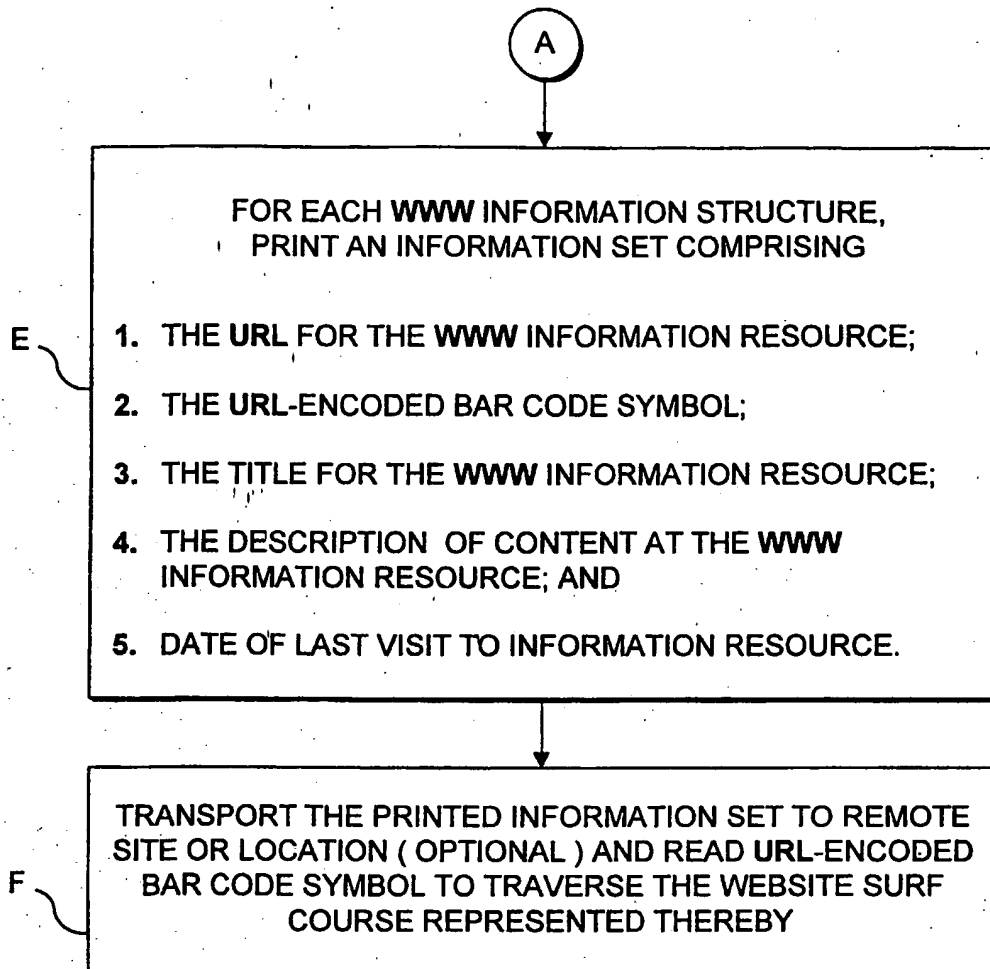 A
FOR EACH WWW INFORMATION STRUCTURE,
PRINT AN INFORMATION SET COMPRISING
E
1. THE URL FOR THE WWW INFORMATION RESOURCE;
2. THE URL-ENCODED BAR CODE SYMBOL;
3. THE TITLE FOR THE WWW INFORMATION RESOURCE;
4. THE DESCRIPTION OF CONTENT AT THE WWW
INFORMATION RESOURCE; AND
5. DATE OF LAST VISIT TO INFORMATION RESOURCE.
TRANSPORT THE PRINTED INFORMATION SET TO REMOTE
SITE OR LOCATION ( OPTIONAL ) AND READ URL-ENCODED
F
BAR CODE SYMBOL TO TRAVERSE THE WEBSITE SURF
COURSE REPRESENTED THEREBY